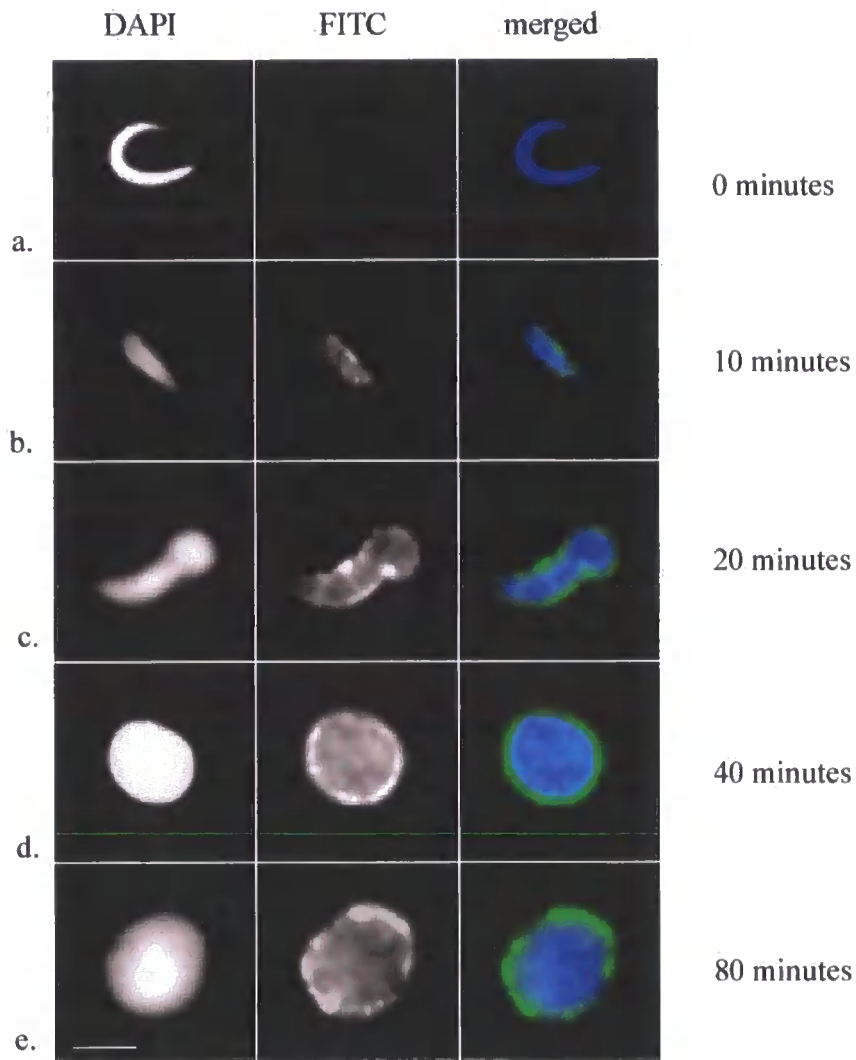 DAPI FITC merged
0 minutes
a.
10 minutes
b.
20 minutes
c.
40 minutes
d.
80 minutes
e.